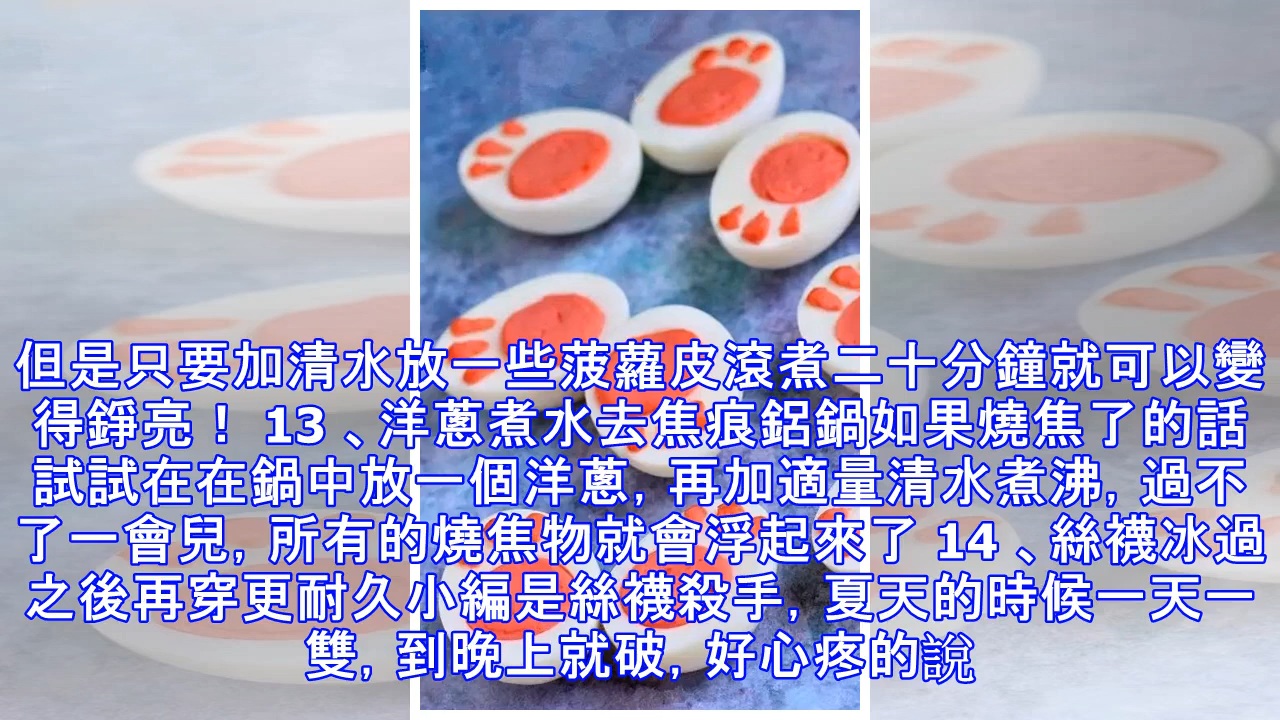 但是只要加清水放一些菠蘿皮滾煮二十分鐘就可以變
得錚亮！ 13、洋蔥煮水去焦痕鋁鍋如果燒焦了的話
試試在在鍋中放一個洋蔥, 再加適量清水煮沸, 過不
了一會兒, 所有的燒焦物就會浮起來了 14、絲襪冰過
之後再穿更耐久小編是絲襪殺手, 夏天的時候一天一
雙, 到晚上就破, 好心疼的說